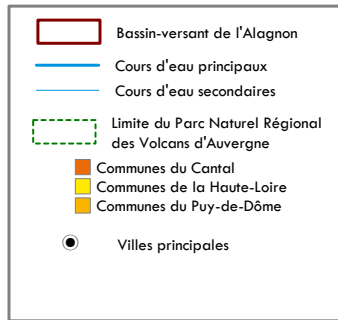 Bassin-versant de l'Alagnon
Cours d'eau principaux
Cours d'eau secondaires
Limite du Parc Naturel Régional
des Volcans d'Auvergne
Communes du Cantal
Communes de la Haute-Loire
Communes du Puy-de-Dôme
Villes principales